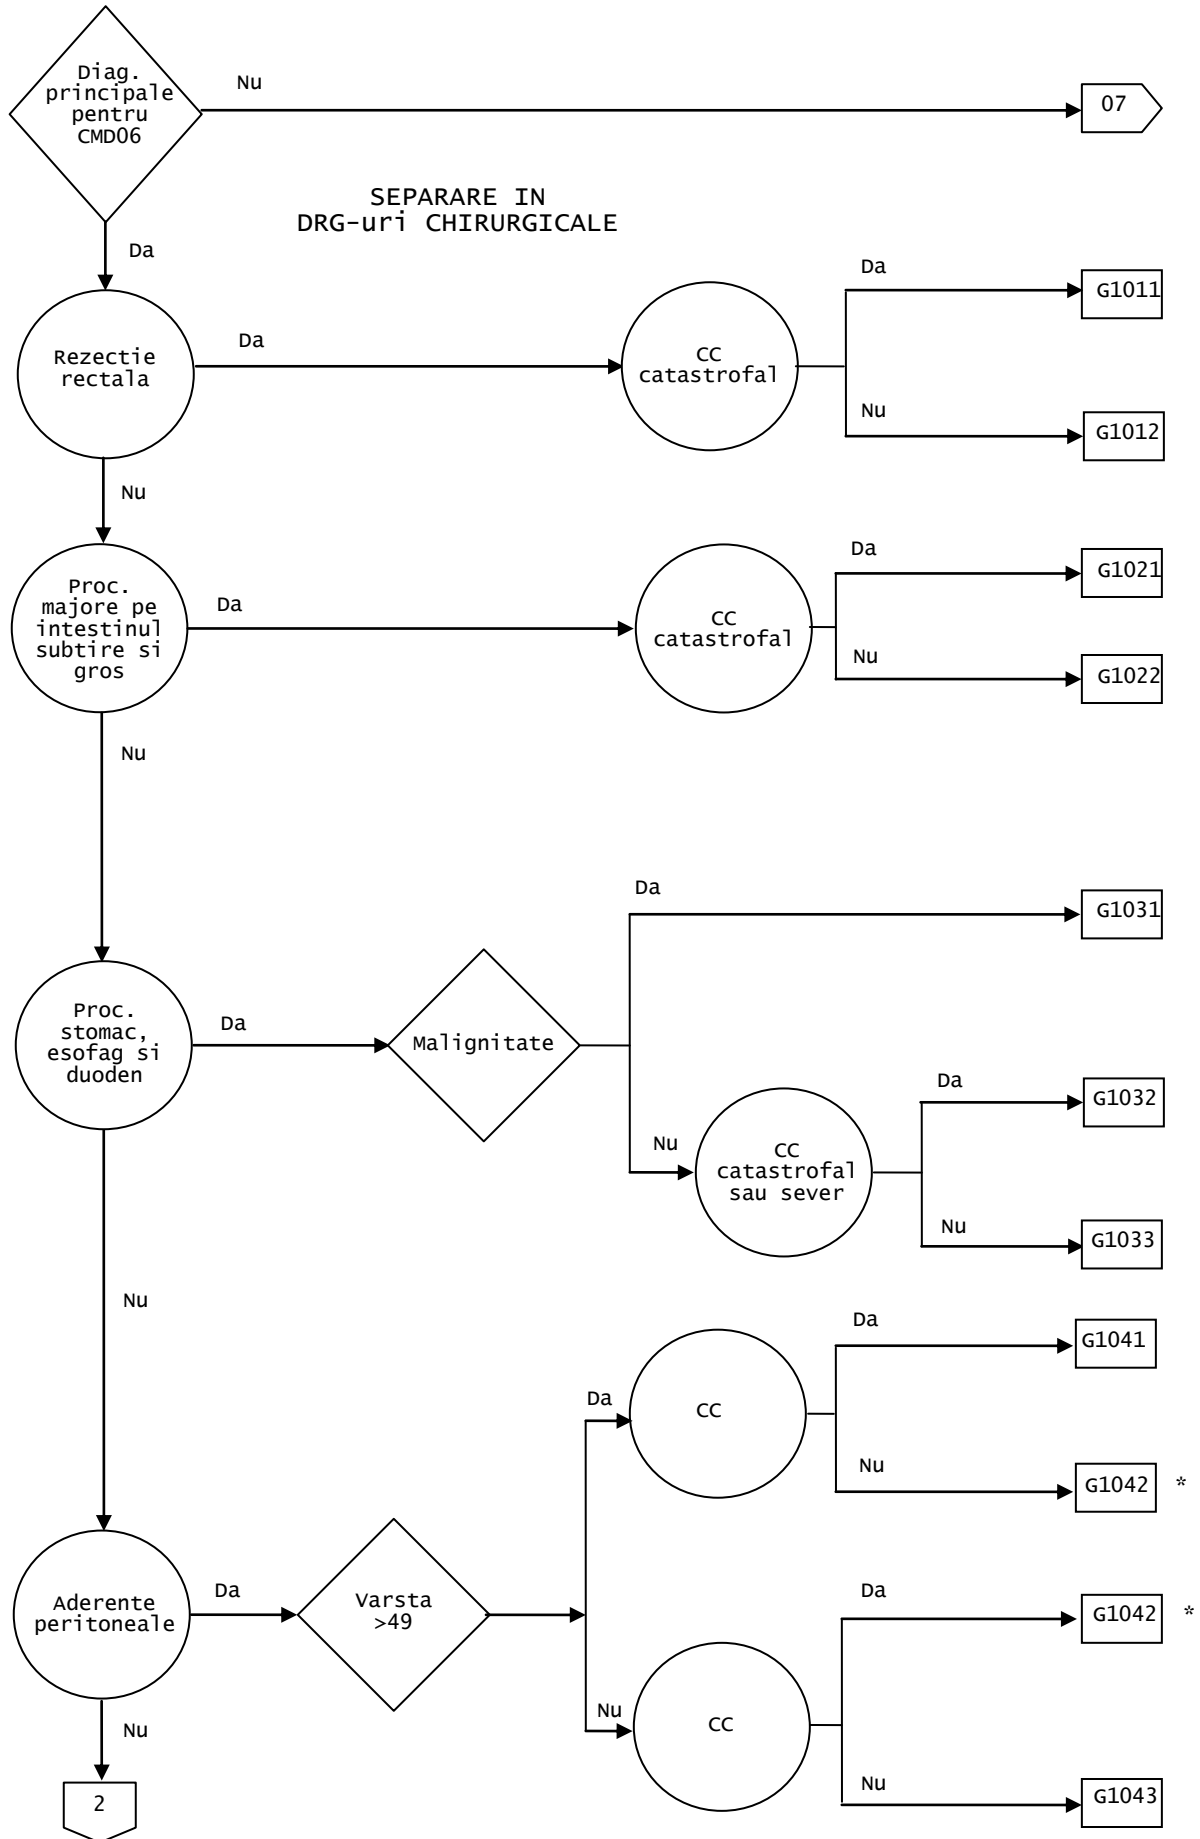 Diag.
principale
pentru
CMD06
Nu
07
SEPARARE IN
DRG-uri CHIRURGICALE
Da
Rezectie
rectala
Da
CC
catastrofal
Da
G1011
Nu
G1012
Nu
Proc.
majore pe
intestinul
subtire si
gros
Da
CC
catastrofal
Da
G1021
Nu
G1022
Nu
Proc.
stomac,
esofag si
duoden
Da
Malignitate
Da
G1031
Nu
CC
catastrofal
sau sever
Da
G1032
Nu
G1033
Nu
Aderente
peritoneale
Da
Varsta
>49
Da
CC
Da
G1041
Nu
G1042 *
Nu
CC
Da
G1042 *
Nu
G1043
Nu
2